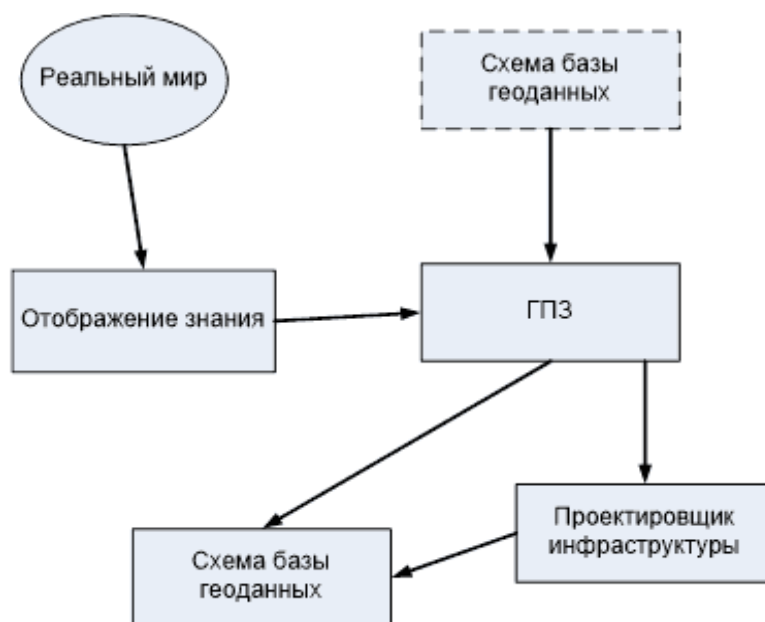 Реальный мир
Схема базы
геоданных
Отображение знания
ГПЗ
Проектировщик
инфраструктуры
Схема базы
геоданных